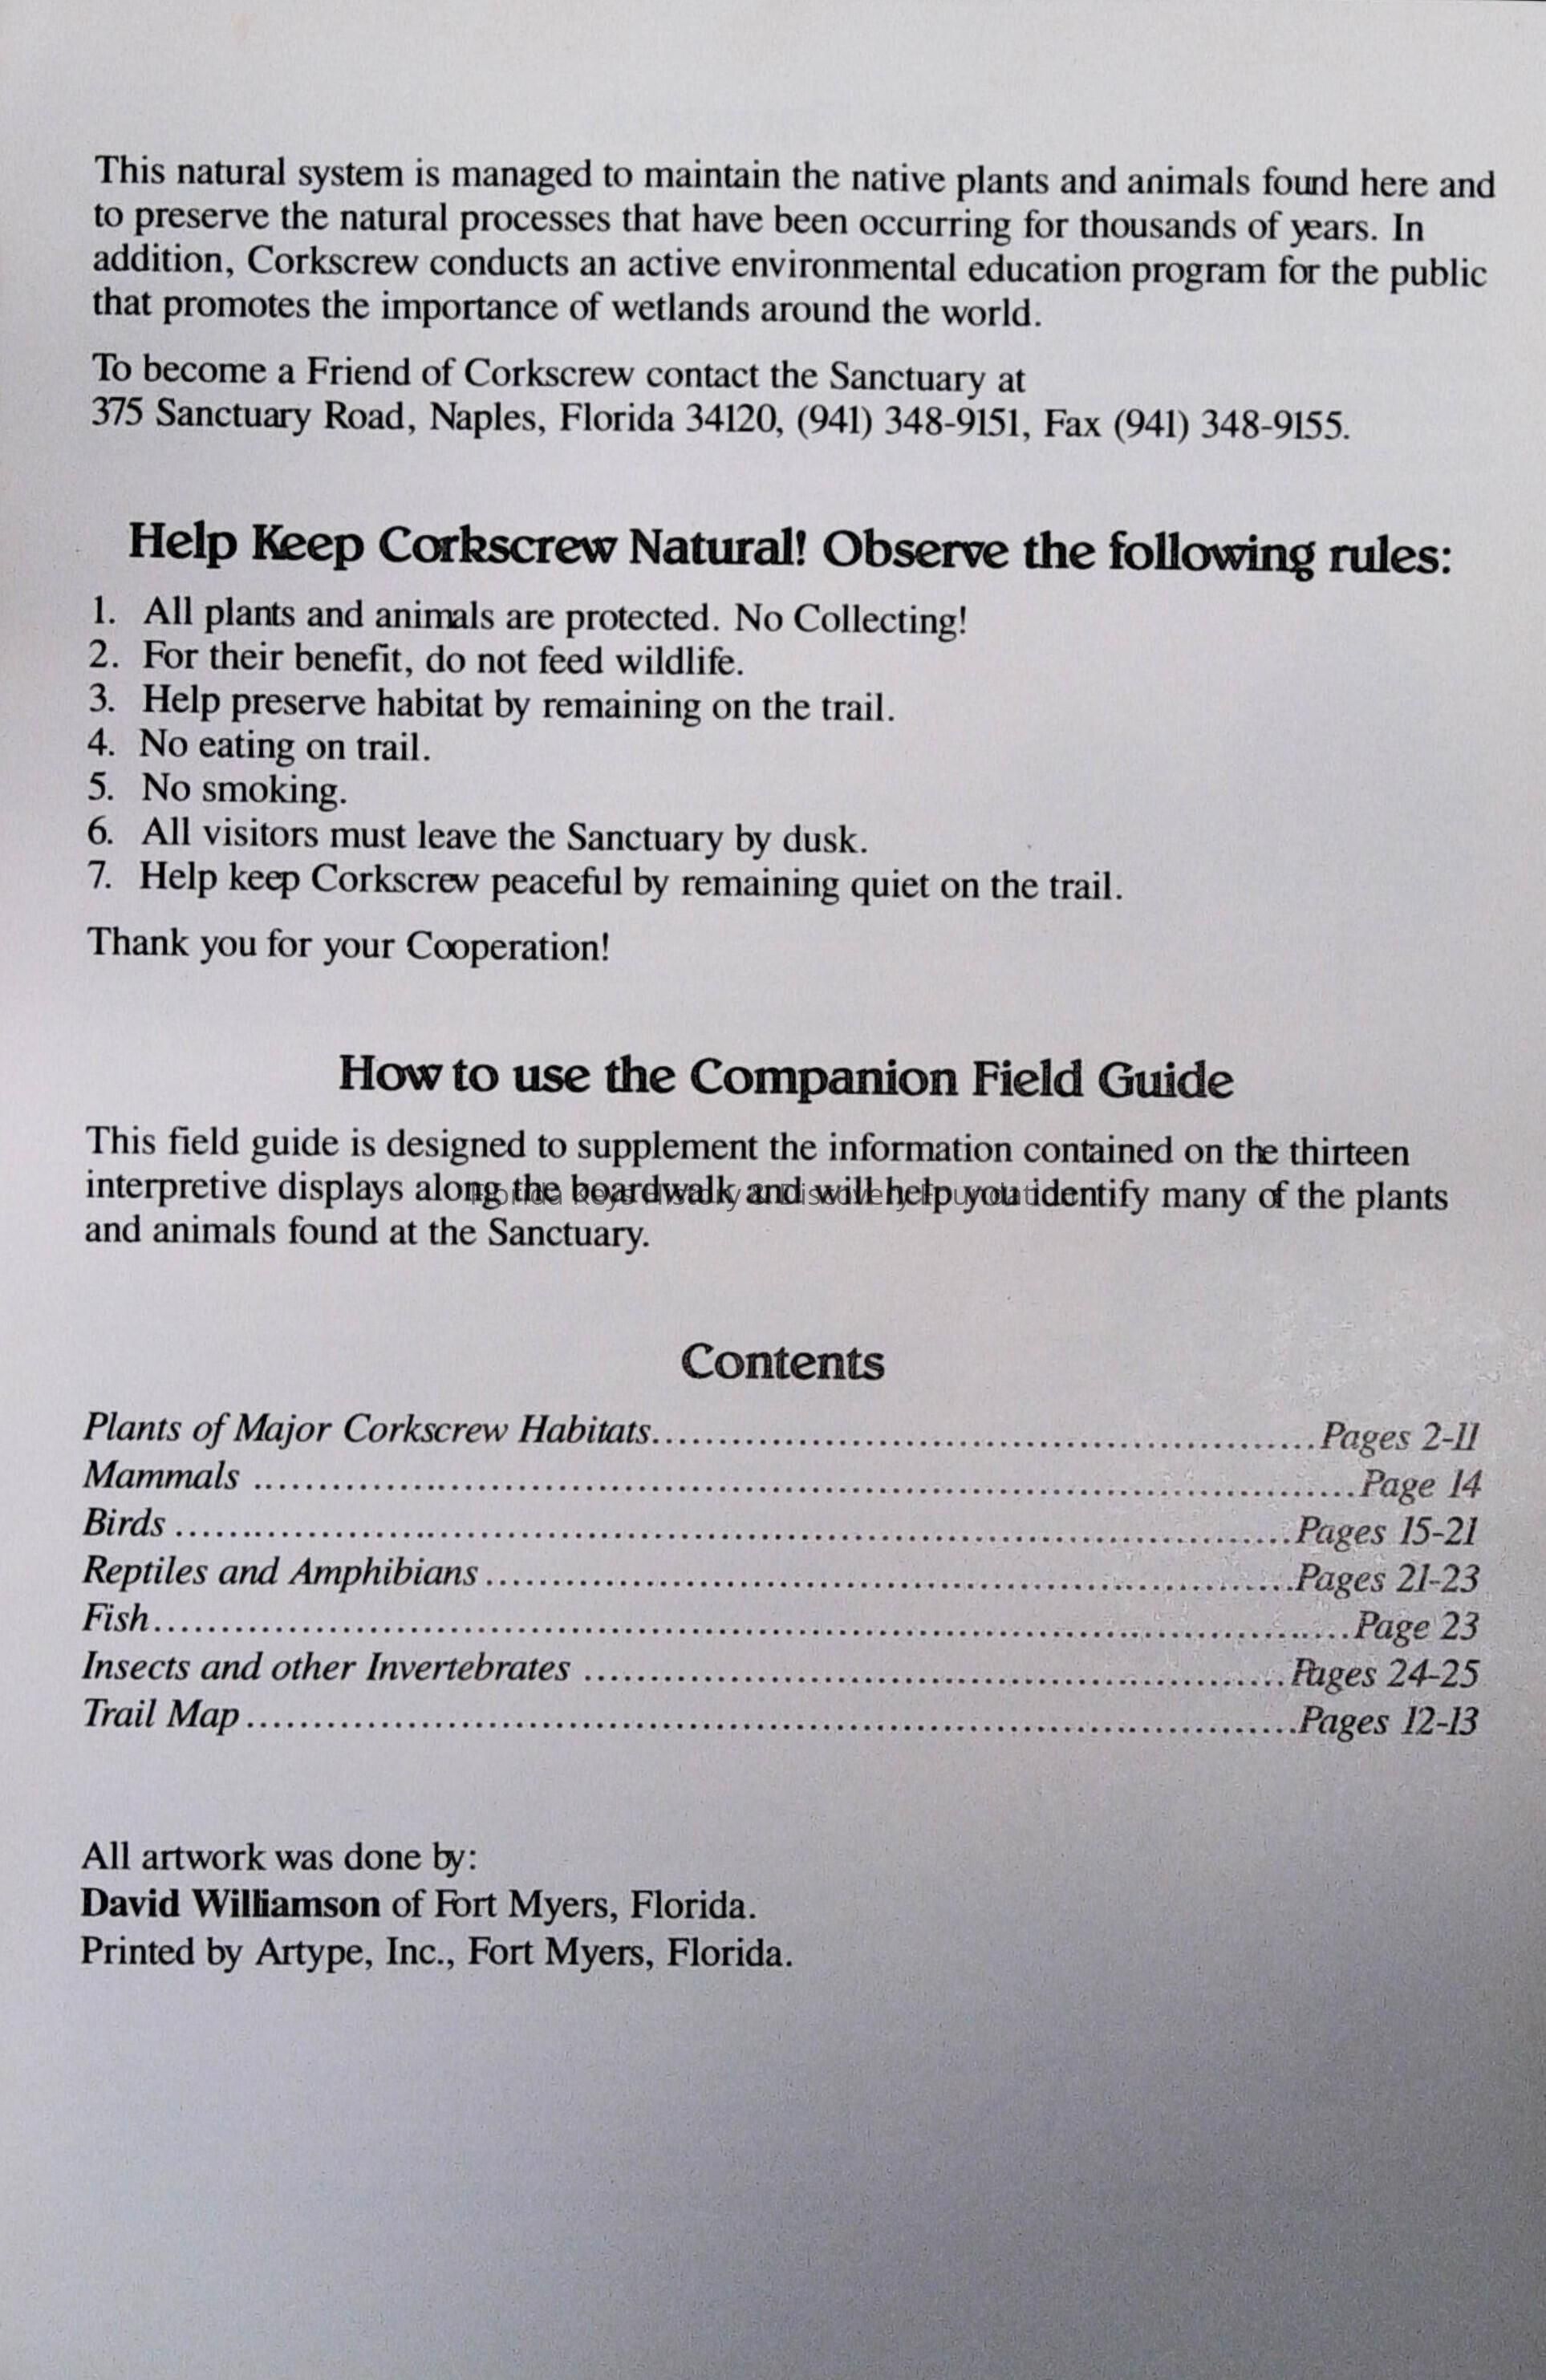 This natural system is managed to maintain the native plants and animals found here and
to preserve the natural processes that have been occurring for thousands of years. In
addition, Corkscrew conducts an active environmental education program for the public
that promotes the importance of wetlands around the world.
To become a Friend of Corkscrew contact the Sanctuary at
375 Sanctuary Road, Naples, Florida 34120, (941) 348-9151, Fax (941) 348-9155.
Help Keep Corkscrew Natural! Observe the following rules:
1. All plants and animals are protected. No Collecting!
2. For their benefit, do not feed wildlife.
3. Help preserve habitat by remaining on the trail.
4. No eating on trail.
5. No smoking.
6. All visitors must leave the Sanctuary by dusk.
7. Help keep Corkscrew peaceful by remaining quiet on the trail.
Thank you for your Cooperation!
How to use the Companion Field Guide
This field guide is designed to supplement the information contained on the thirteen
interpretive displays along the boardwalk and will help you identify many of the plants
Florida Keys History & Discovery Foundation
and animals found at the Sanctuary.
Contents
Plants of Major Corkscrew Habitats..........Pages 2-11
Mammals ..........Page 14
Birds ..........Pages 15-21
Reptiles and Amphibians ..........Pages 21-23
Fish..........Page 23
Insects and other Invertebrates ..........Pages 24-25
Trail Map ..........Pages 12-13
All artwork was done by:
David Williamson of Fort Myers, Florida.
Printed by Artype, Inc., Fort Myers, Florida.